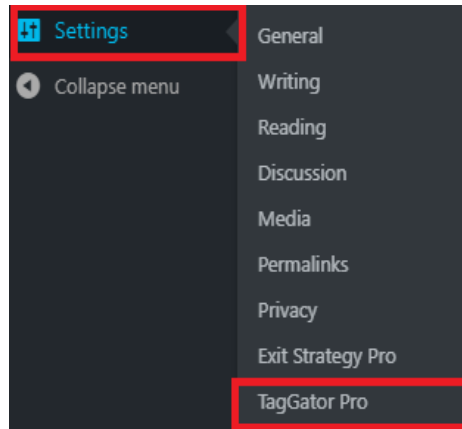 Settings
Collapse menu
General
Writing
Reading
Discussion
Media
Permalinks
Privacy
Exit Strategy Pro
TagGator Pro